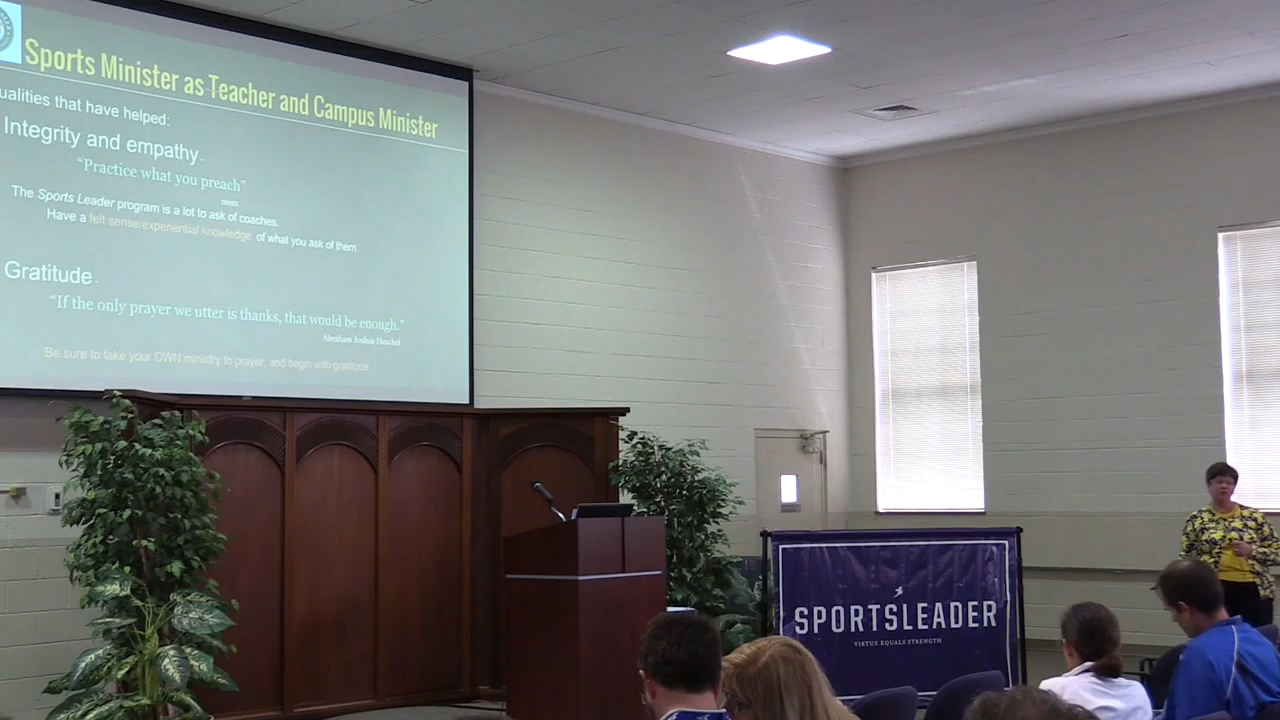 Sports Minister as Teacher and Campus Minister
ualities that have helped:
Integrity and empathy -
“Practice what you preach”
mom
The Sports Leader program is a lot to ask of coaches.
Have a felt sense/experiential knowledge of what you ask of them.
Gratitude -
“If the only prayer we utter is thanks, that would be enough.”
Abraham Joshua Heschel
Be sure to take your OWN ministry to prayer, and begin with gratitude.
SPORTSLEADER
VIRTUE EQUALS STRENGTH